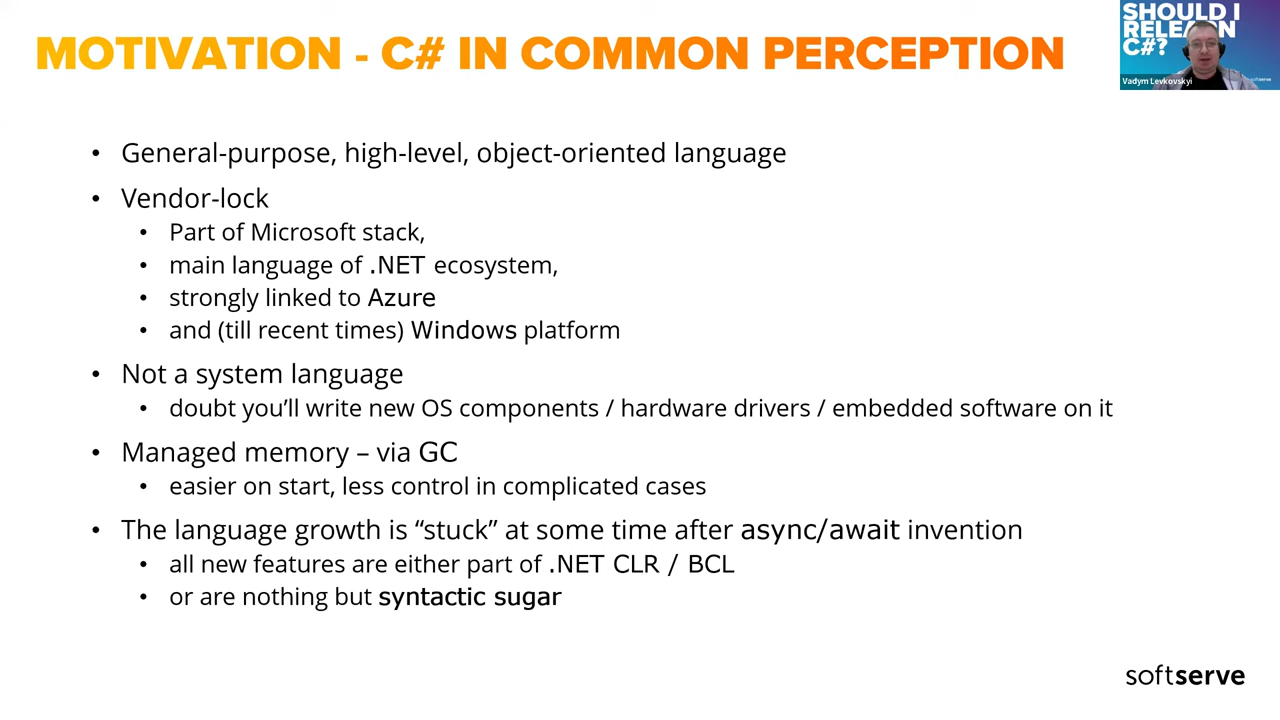 MOTIVATION - C# IN COMMON PERCEPTION
SHOULD I
RELEARN
C#?
Vadym Levkovskyi
softserve
• General-purpose, high-level, object-oriented language
• Vendor-lock
• Part of Microsoft stack,
• main language of .NET ecosystem,
• strongly linked to Azure
• and (till recent times) Windows platform
• Not a system language
• doubt you’ll write new OS components / hardware drivers / embedded software on it
• Managed memory – via GC
• easier on start, less control in complicated cases
• The language growth is “stuck” at some time after async/await invention
• all new features are either part of .NET CLR / BCL
• or are nothing but syntactic sugar
softserve